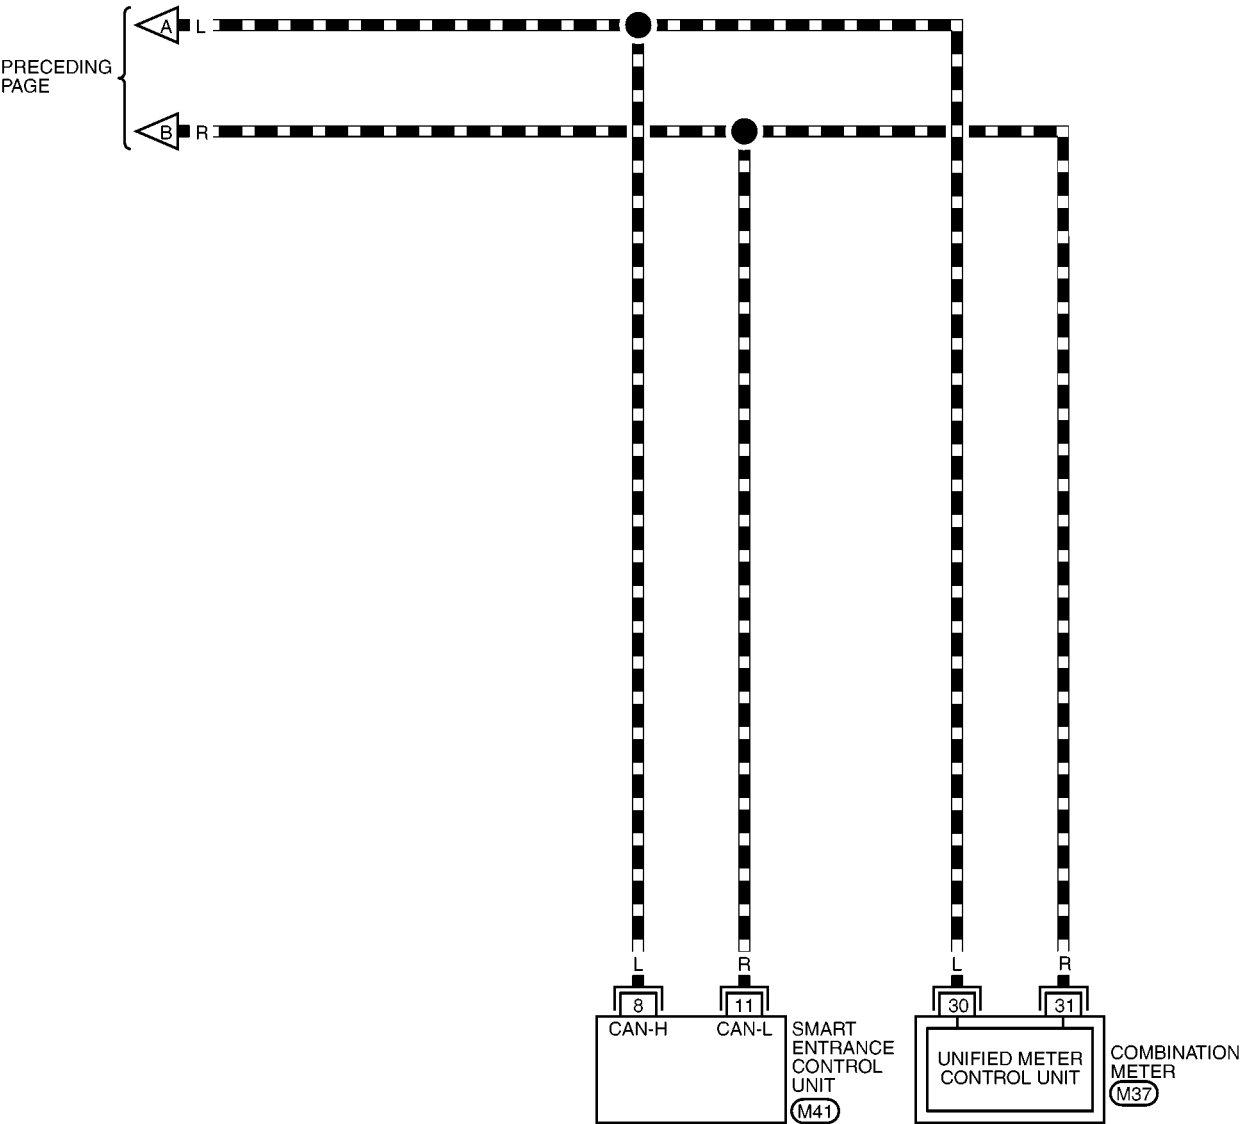 A L
PRECEDING
PAGE
B R
L R L R
8 11 30 31
CAN-H CAN-L
SMART
ENTRANCE
CONTROL
UNIT
M41
UNIFIED METER
CONTROL UNIT
COMBINATION
METER
M37